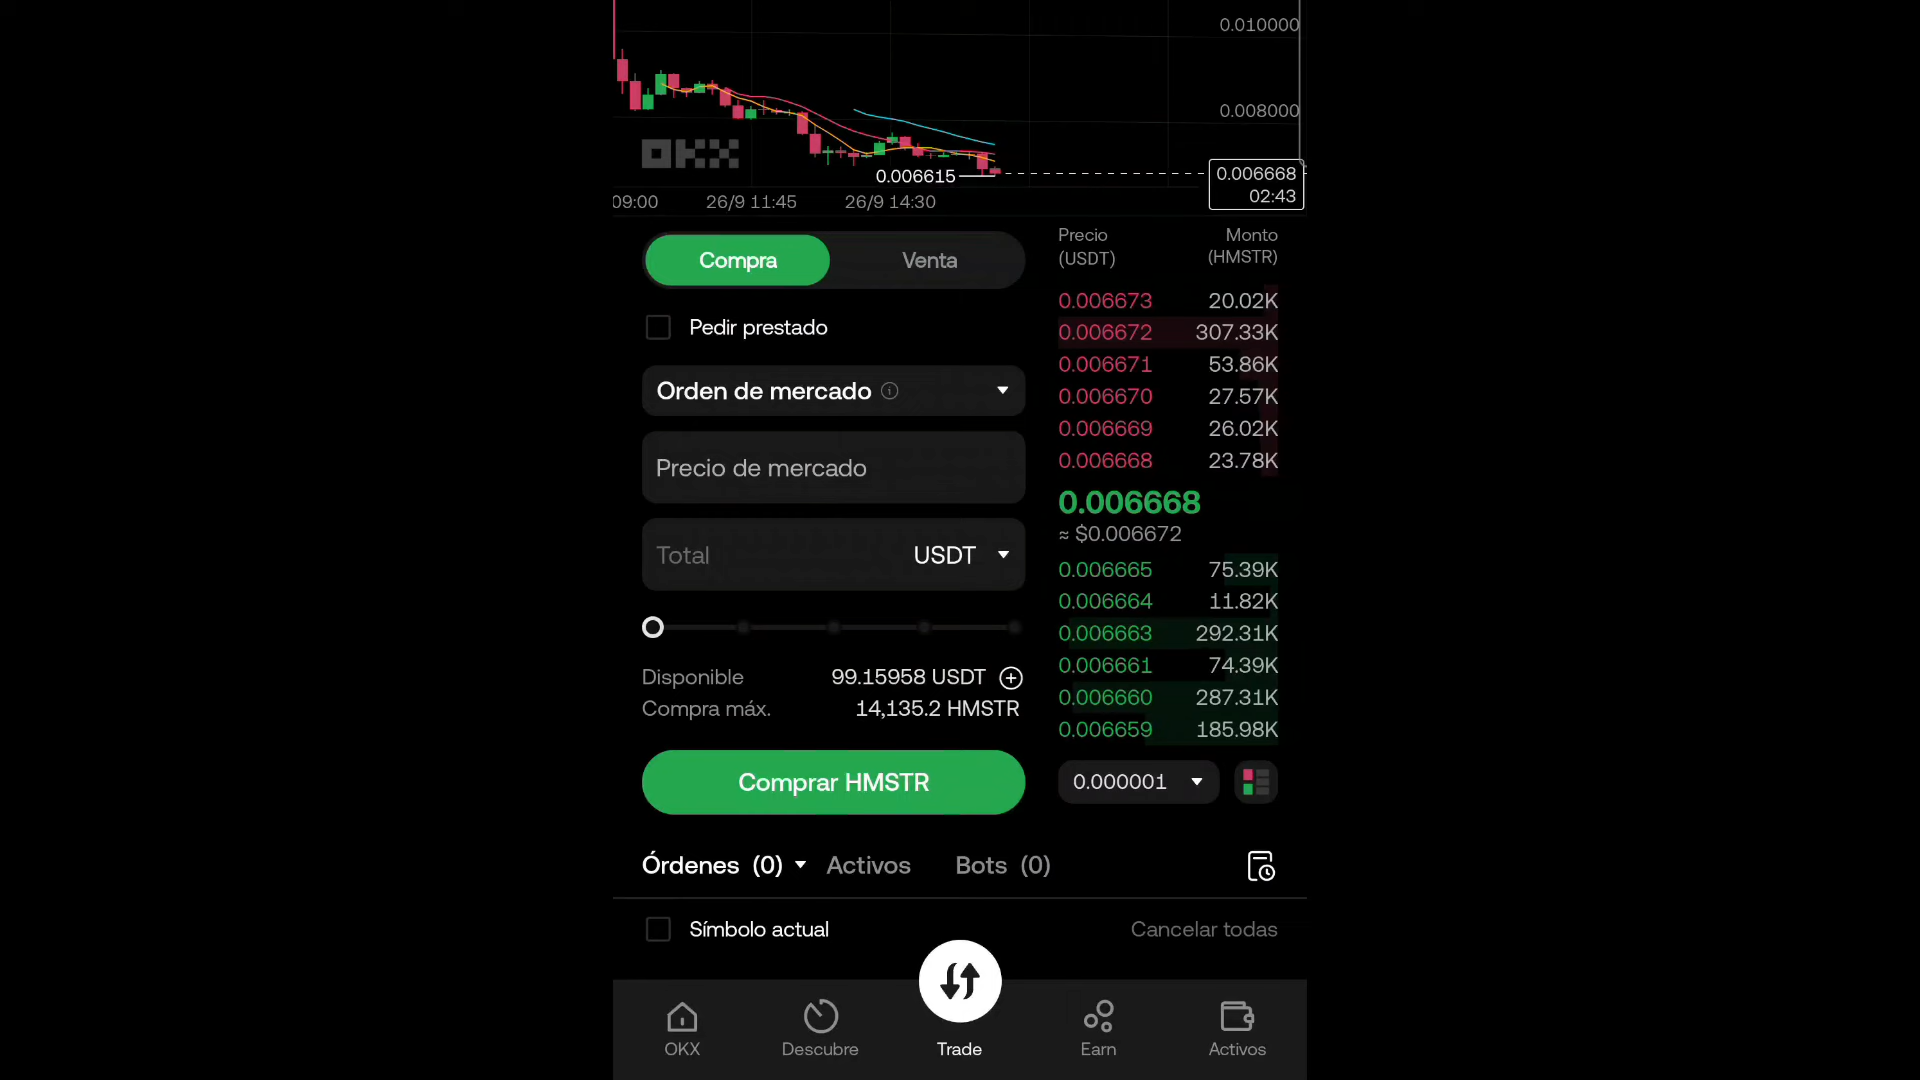 0.010000
0.008000
OKX
0.006615
0.006668
02:43
09:00
26/9 11:45
26/9 14:30
Compra
Venta
Pedir prestado
Orden de mercado
Precio de mercado
Total
USDT
Disponible
99.15958 USDT
Compra máx.
14,135.2 HMSTR
Comprar HMSTR
Precio
(USDT)
Monto
(HMSTR)
0.006673 20.02K
0.006672 307.33K
0.006671 53.86K
0.006670 27.57K
0.006669 26.02K
0.006668 23.78K
0.006668
≈ $0.006672
0.006665 75.39K
0.006664 11.82K
0.006663 292.31K
0.006661 74.39K
0.006660 287.31K
0.006659 185.98K
0.000001
Órdenes (0)
Activos
Bots (0)
Símbolo actual
Cancelar todas
OKX
Descubre
Trade
Earn
Activos